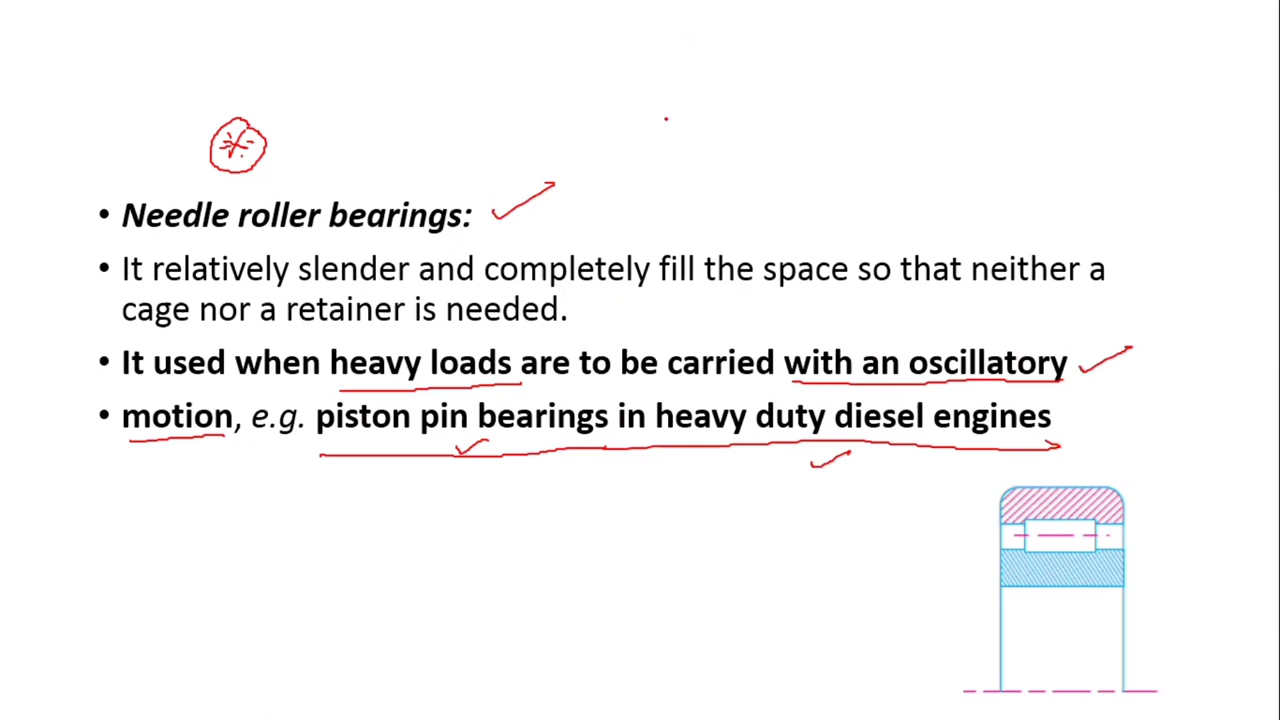 • Needle roller bearings:
• It relatively slender and completely fill the space so that neither a
cage nor a retainer is needed.
• It used when heavy loads are to be carried with an oscillatory
• motion, e.g. piston pin bearings in heavy duty diesel engines